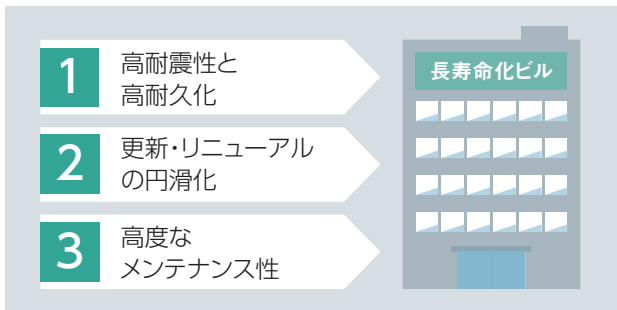 1
高耐震性と
高耐久化
2
更新・リニューアル
の円滑化
3
高度な
メンテナンス性
長寿命化ビル